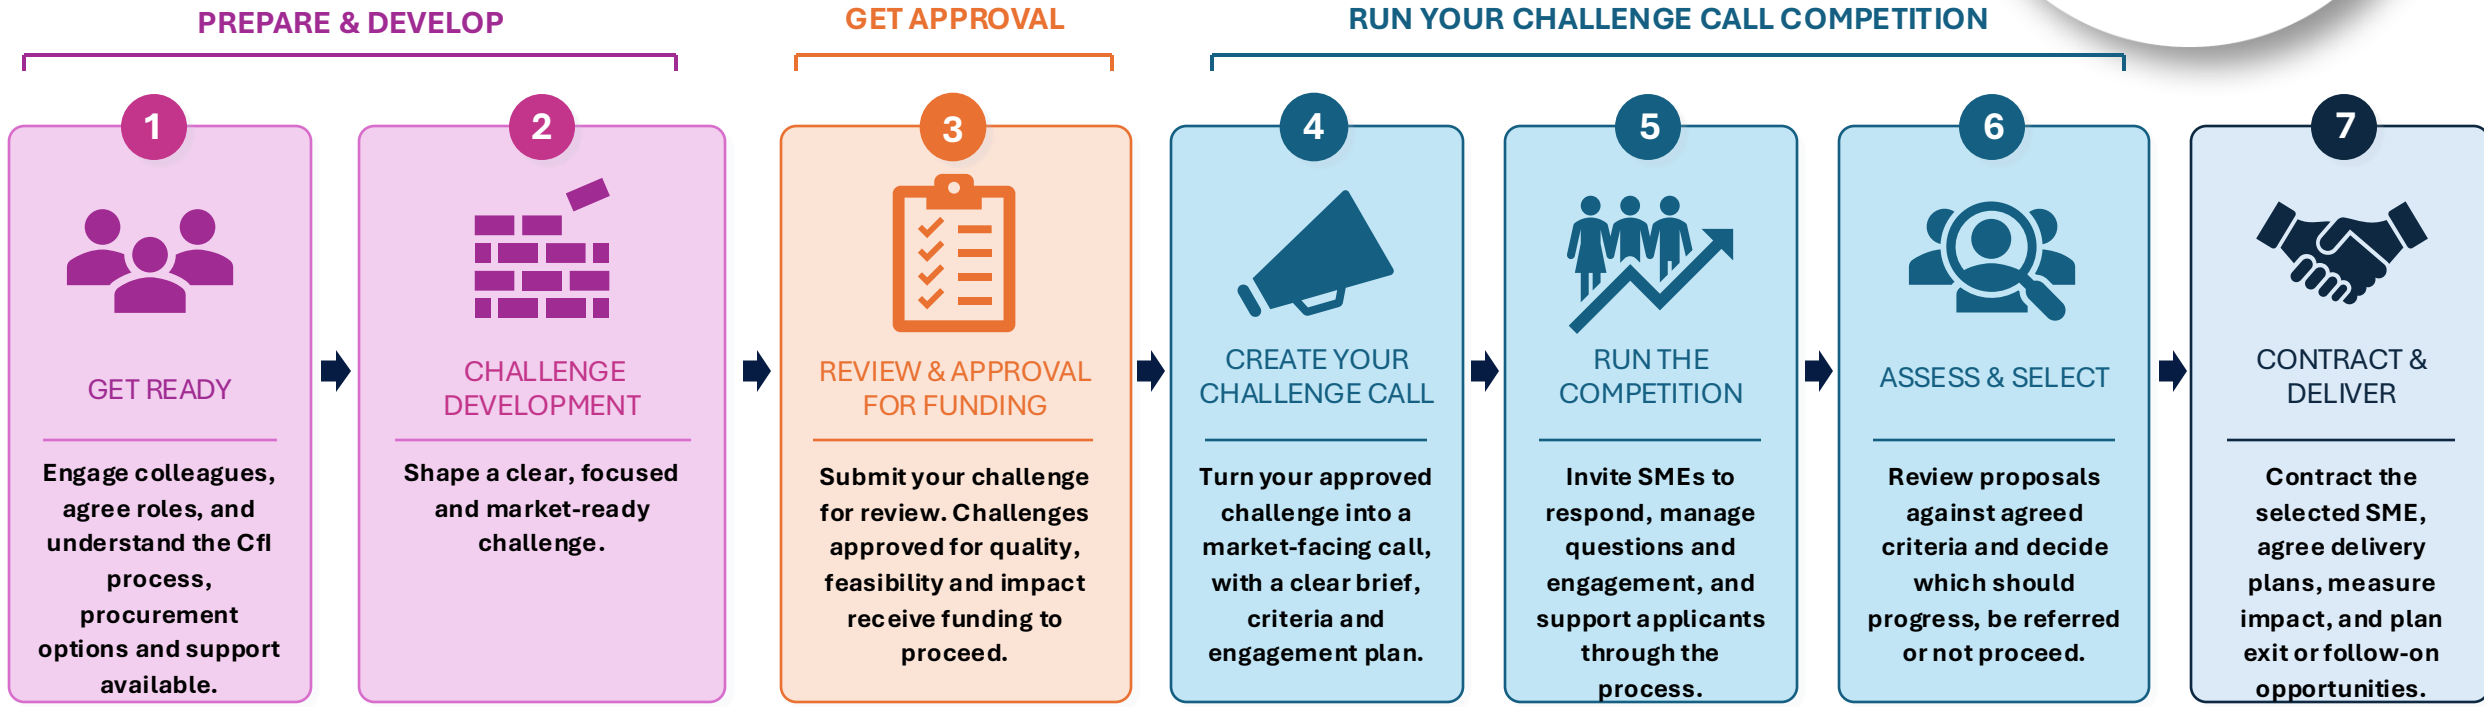 PREPARE & DEVELOP
GET APPROVAL
RUN YOUR CHALLENGE CALL COMPETITION
1
GET READY
Engage colleagues,
agree roles, and
understand the CfI
process,
procurement
options and support
available.
2
CHALLENGE
DEVELOPMENT
Shape a clear, focused
and market-ready
challenge.
3
REVIEW & APPROVAL
FOR FUNDING
Submit your challenge
for review. Challenges
approved for quality,
feasibility and impact
receive funding to
proceed.
4
CREATE YOUR
CHALLENGE CALL
Turn your approved
challenge into a
market-facing call,
with a clear brief,
criteria and
engagement plan.
5
RUN THE
COMPETITION
Invite SMEs to
respond, manage
questions and
engagement, and
support applicants
through the
process.
6
ASSESS & SELECT
Review proposals
against agreed
criteria and decide
which should
progress, be referred
or not proceed.
7
CONTRACT &
DELIVER
Contract the
selected SME,
agree delivery
plans, measure
impact, and plan
exit or follow-on
opportunities.